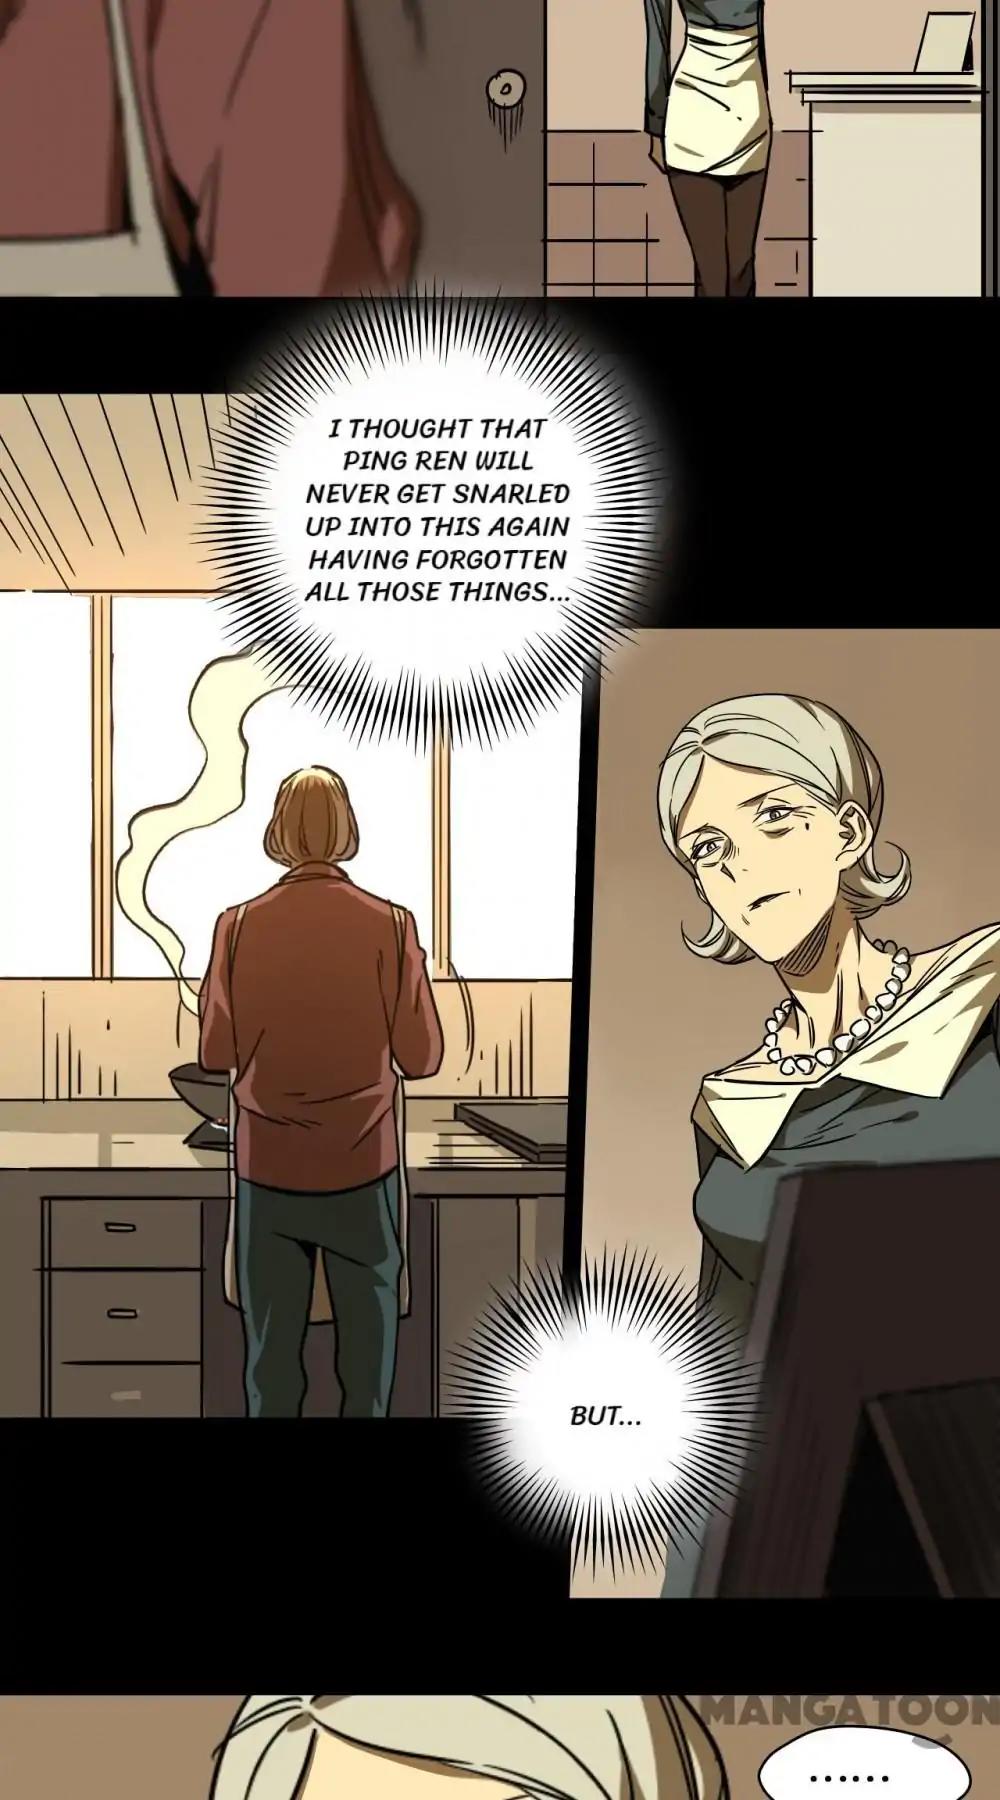 I THOUGHT THAT
PING REN WILL
NEVER GET SNARLED
UP INTO THIS AGAIN
HAVING FORGOTTEN
ALL THOSE THINGS...
BUT...
MANGATOON
......